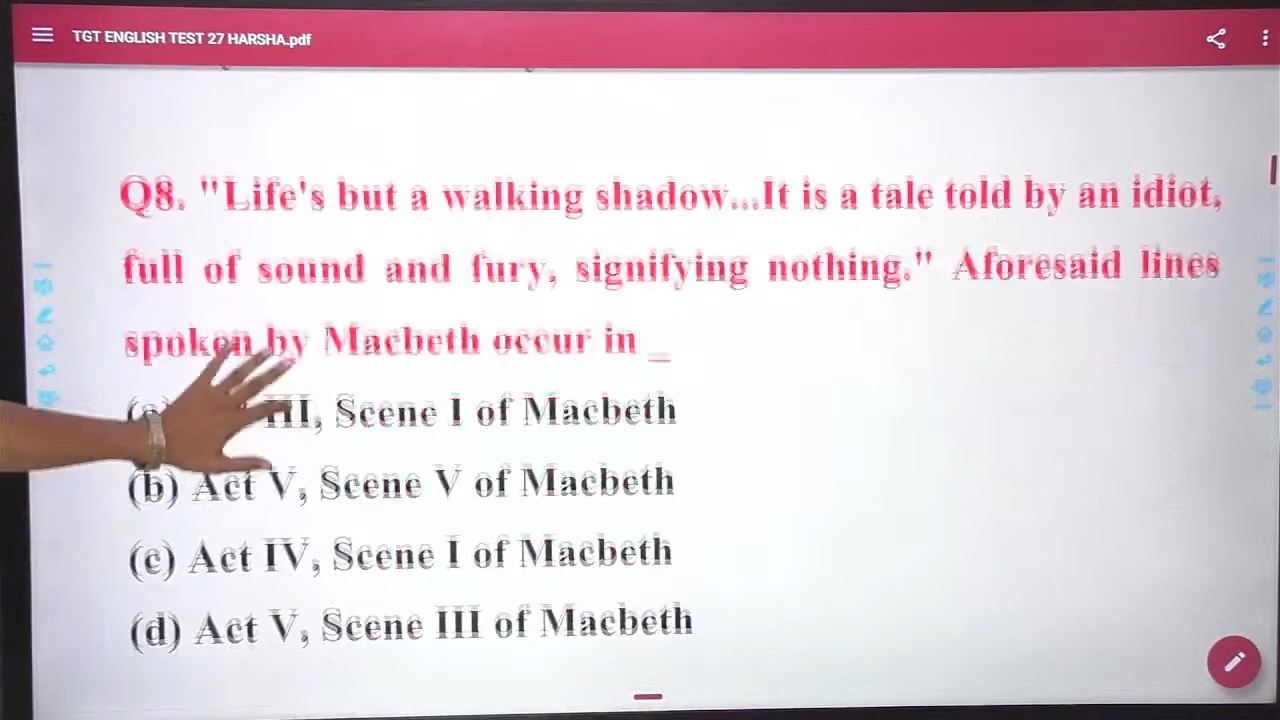 TGT ENGLISH TEST 27 HARSHA.pdf
Q8. "Life's but a walking shadow...It is a tale told by an idiot,
full of sound and fury, signifying nothing." Aforesaid lines
spoken by Macbeth occur in _
(a) III, Scene I of Macbeth
(b) Act V, Scene V of Macbeth
(c) Act IV, Scene I of Macbeth
(d) Act V, Scene III of Macbeth